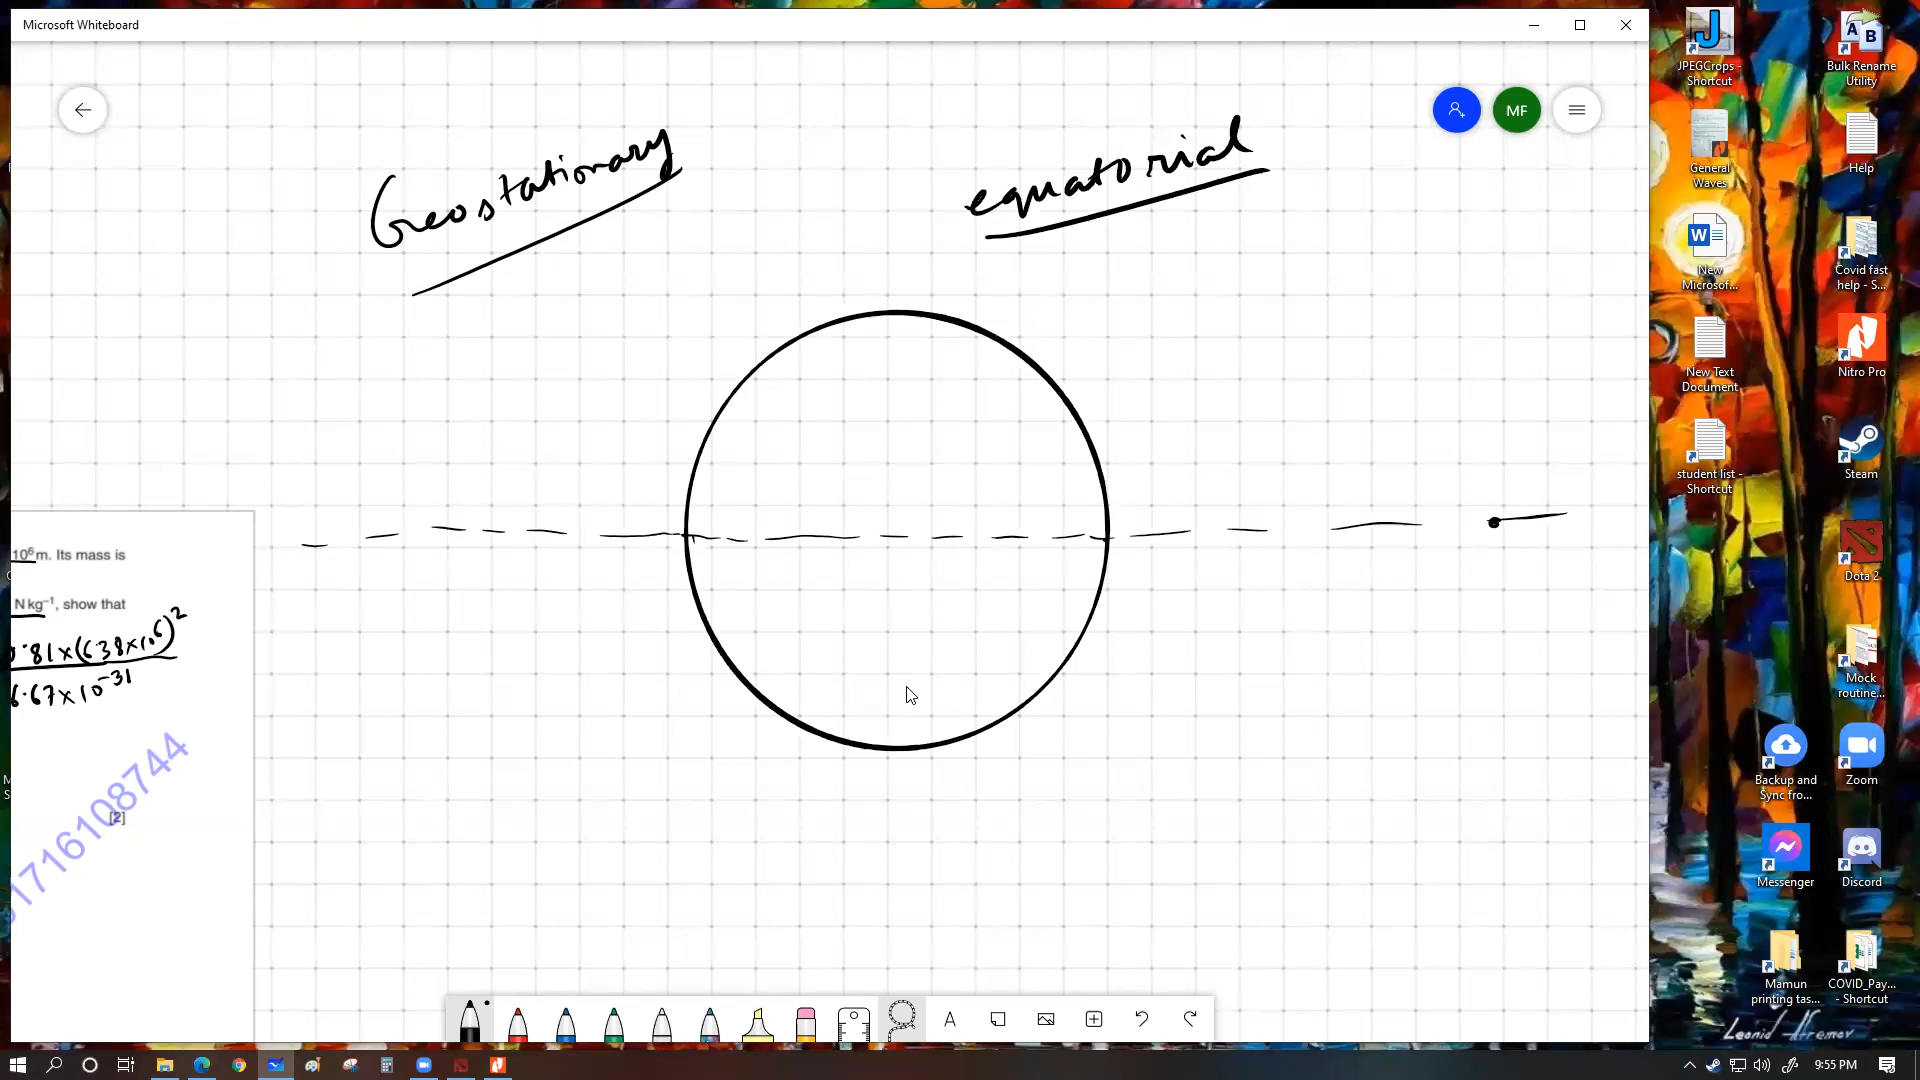 Microsoft Whiteboard
MF
Geostationary
equatorial
10⁶m. Its mass is
N kg⁻¹, show that
.81×(6.38×10⁶)²
6.67×10⁻³¹
[2]
1716108744
A
JPEGCrops - Shortcut
Bulk Rename Utility
General Waves
Help
New Microsof...
Covid fast help - S...
New Text Document
Nitro Pro
student list - Shortcut
Steam
Dota 2
Mock routine...
Backup and Sync fro...
Zoom
Messenger
Discord
Mamun printing tas...
COVID_Pay... - Shortcut
Leonid Afremov
9:55 PM